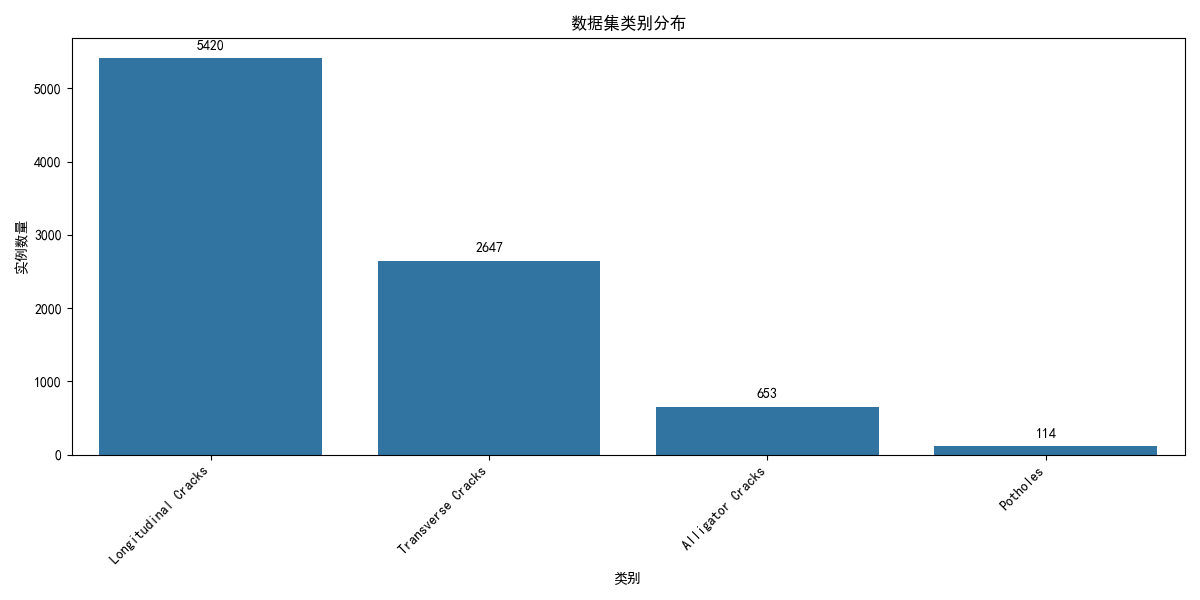 数据集类别分布
5420
2647
653
114
5000
4000
3000
2000
1000
0
实例数量
Longitudinal Cracks
Transverse Cracks
Alligator Cracks
Potholes
类别